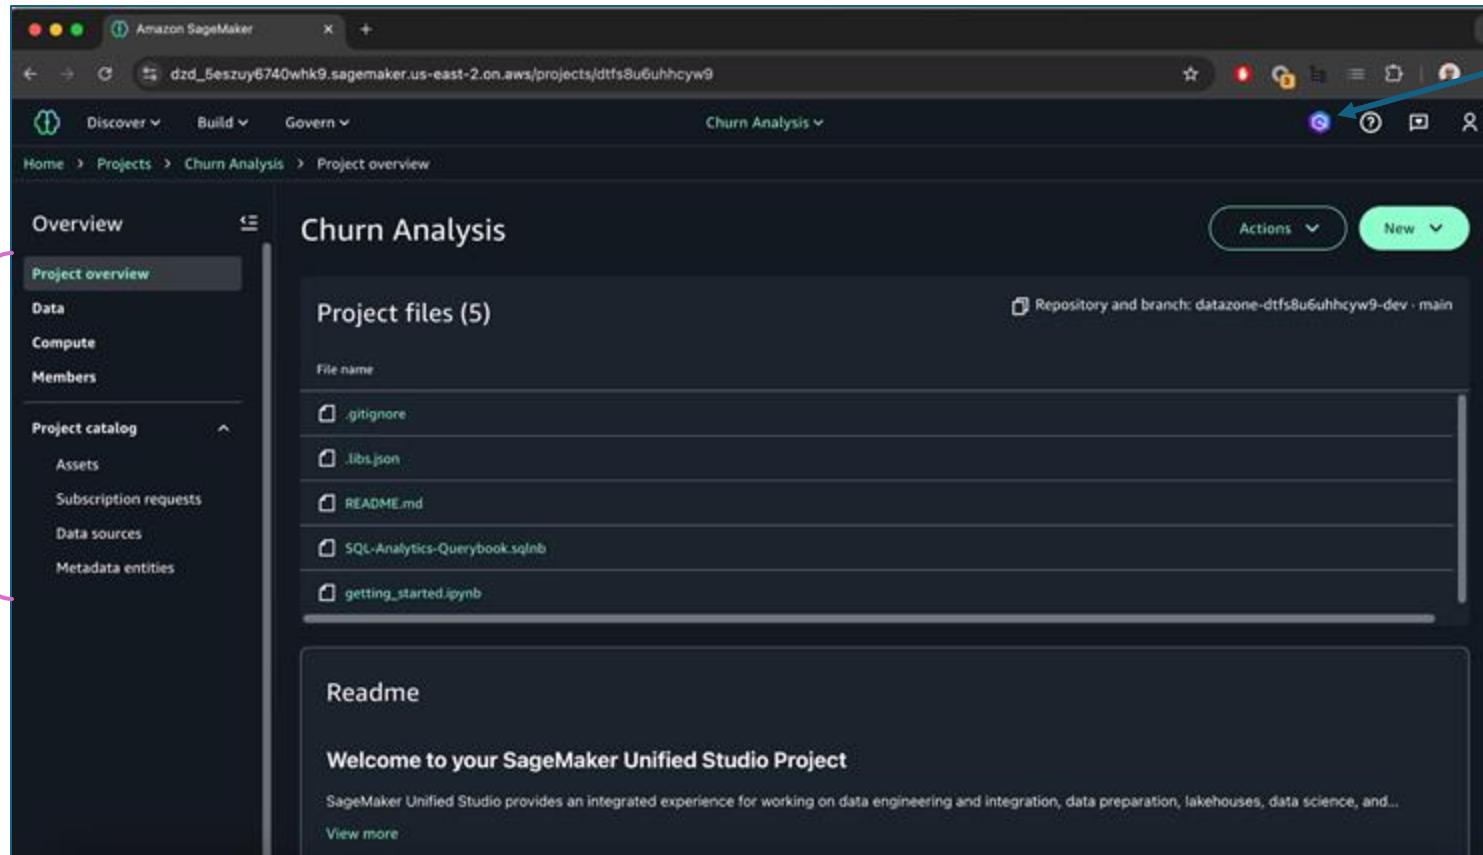 Amazon SageMaker
dzd_5eszuy6740whk9.sagemaker.us-east-2.on.aws/projects/dtfs8u6uhhcyw9
Discover Build Govern Churn Analysis
Home > Projects > Churn Analysis > Project overview
Overview
Project overview
Data
Compute
Members
Project catalog
Assets
Subscription requests
Data sources
Metadata entities
Churn Analysis
Actions New
Project files (5)
Repository and branch: datazone-dtfs8u6uhhcyw9-dev · main
File name
.gitignore
.libs.json
README.md
SQL-Analytics-Querybook.sqlnb
getting_started.ipynb
Readme
Welcome to your SageMaker Unified Studio Project
SageMaker Unified Studio provides an integrated experience for working on data engineering and integration, data preparation, lakehouses, data science, and...
View more